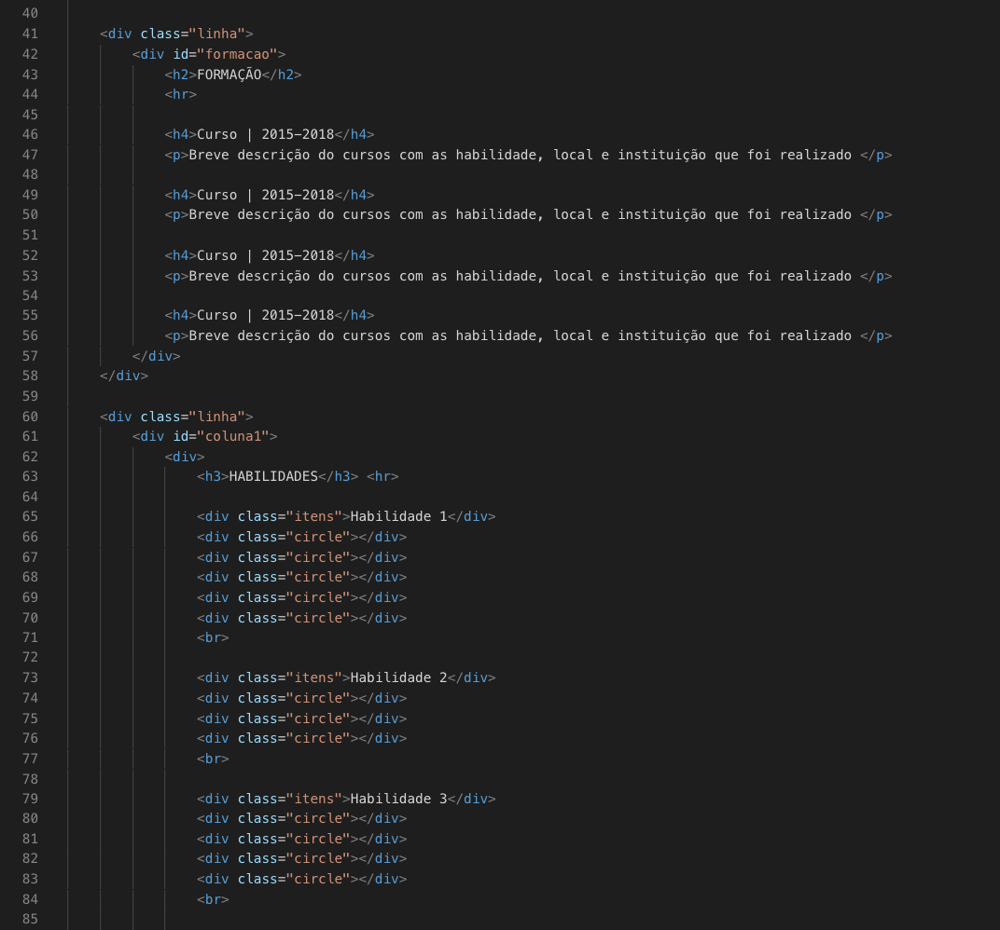 40
41 <div class="linha">
42 <div id="formacao">
43 <h2>FORMAÇÃO</h2>
44 <hr>
45
46 <h4>Curso | 2015-2018</h4>
47 <p>Breve descrição do cursos com as habilidade, local e instituição que foi realizado </p>
48
49 <h4>Curso | 2015-2018</h4>
50 <p>Breve descrição do cursos com as habilidade, local e instituição que foi realizado </p>
51
52 <h4>Curso | 2015-2018</h4>
53 <p>Breve descrição do cursos com as habilidade, local e instituição que foi realizado </p>
54
55 <h4>Curso | 2015-2018</h4>
56 <p>Breve descrição do cursos com as habilidade, local e instituição que foi realizado </p>
57 </div>
58 </div>
59
60 <div class="linha">
61 <div id="coluna1">
62 <div>
63 <h3>HABILIDADES</h3> <hr>
64
65 <div class="itens">Habilidade 1</div>
66 <div class="circle"></div>
67 <div class="circle"></div>
68 <div class="circle"></div>
69 <div class="circle"></div>
70 <div class="circle"></div>
71 <br>
72
73 <div class="itens">Habilidade 2</div>
74 <div class="circle"></div>
75 <div class="circle"></div>
76 <div class="circle"></div>
77 <br>
78
79 <div class="itens">Habilidade 3</div>
80 <div class="circle"></div>
81 <div class="circle"></div>
82 <div class="circle"></div>
83 <div class="circle"></div>
84 <br>
85